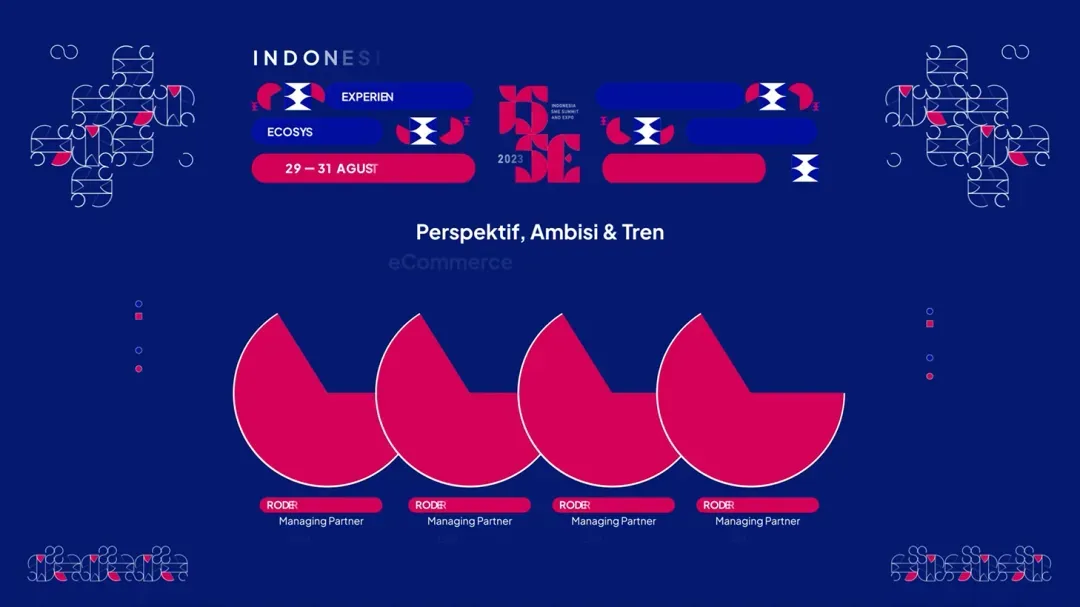 INDONESI
EXPERIEN
ECOSYS
29 — 31 AGUST
INDONESIA
SME SUMMIT
AND EXPO
2023
Perspektif, Ambisi & Tren
eCommerce
RODER
Managing Partner
RODER
Managing Partner
RODER
Managing Partner
RODER
Managing Partner